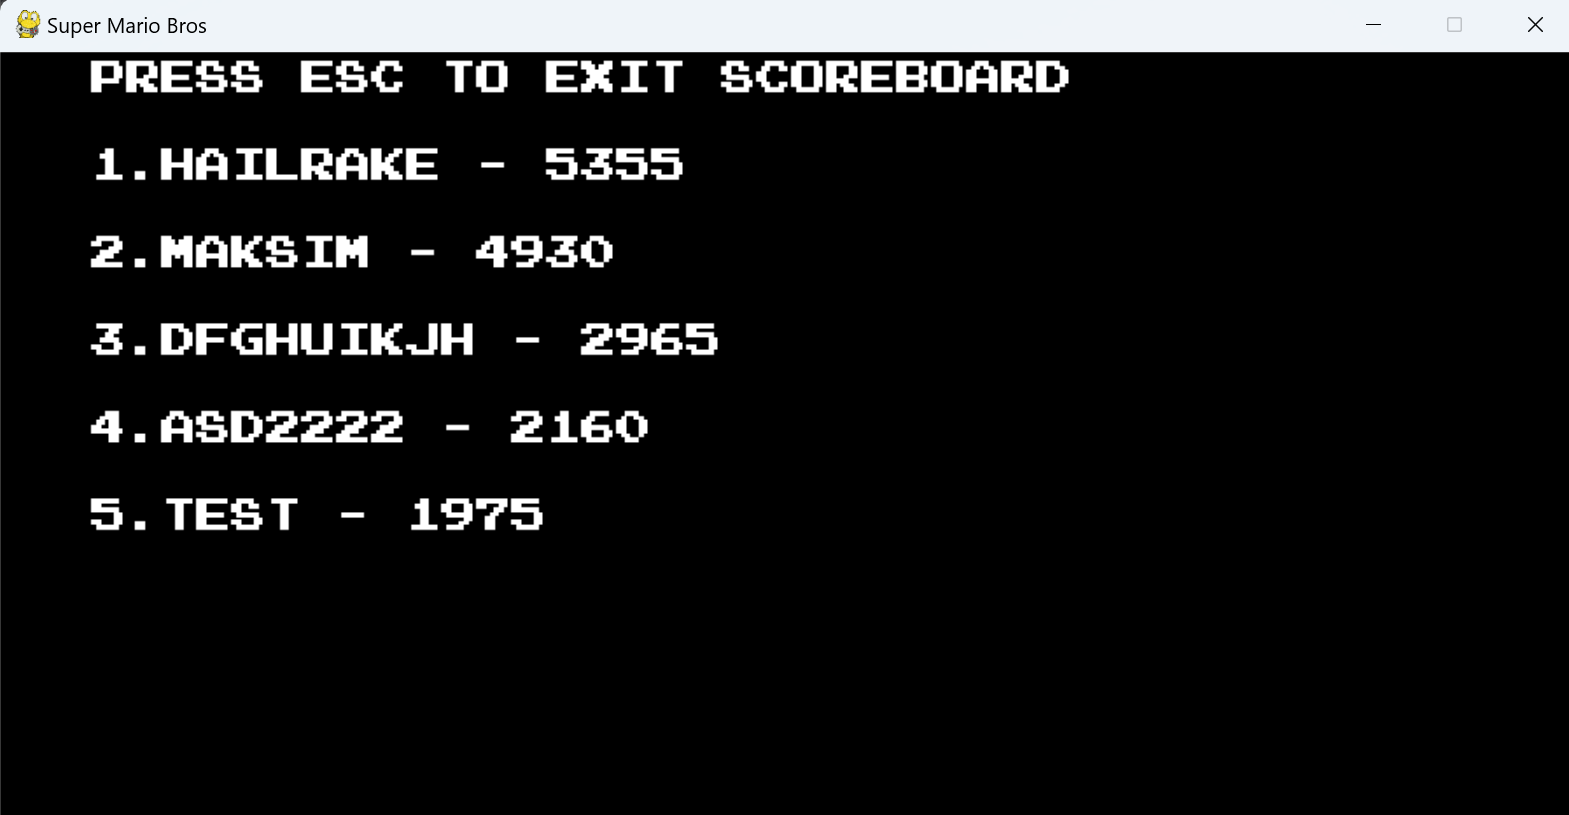 Super Mario Bros
PRESS ESC TO EXIT SCOREBOARD
1.HAILRAKE - 5355
2.MAKSIM - 4930
3.DFGHUIKJH - 2965
4.ASD2222 - 2160
5.TEST - 1975